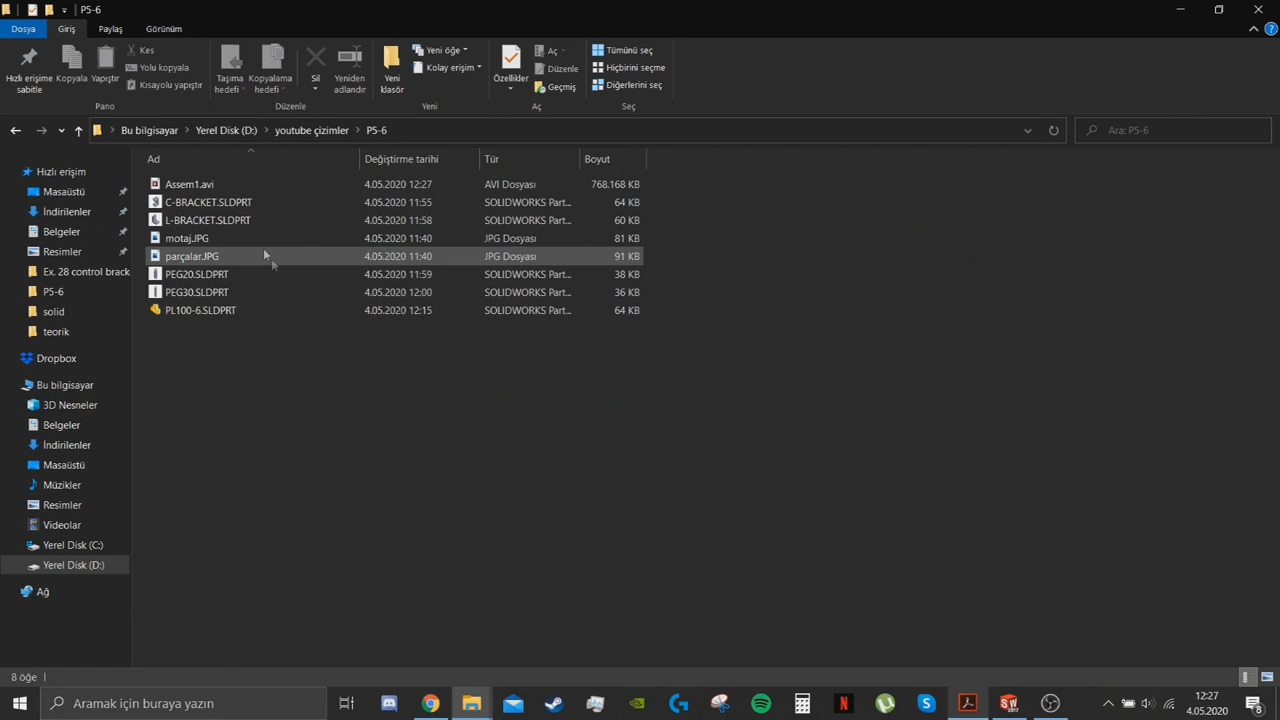 P5-6
Dosya Giriş Paylaş Görünüm
Hızlı erişime sabitle
Kopyala
Yapıştır
Kes
Yolu kopyala
Kısayolu yapıştır
Pano
Taşıma hedefi
Kopyalama hedefi
Sil
Yeniden adlandır
Düzenle
Yeni klasör
Yeni öğe
Kolay erişim
Yeni
Özellikler
Aç
Düzenle
Geçmiş
Aç
Tümünü seç
Hiçbirini seçme
Diğerlerini seç
Seç
Bu bilgisayar Yerel Disk (D:) youtube çizimler P5-6
Ara: P5-6
Hızlı erişim
Masaüstü
İndirilenler
Belgeler
Resimler
Ex. 28 control brack
P5-6
solid
teorik
Dropbox
Bu bilgisayar
3D Nesneler
Belgeler
İndirilenler
Masaüstü
Müzikler
Resimler
Videolar
Yerel Disk (C:)
Yerel Disk (D:)
Ağ
Ad Değiştirme tarihi Tür Boyut
Assem1.avi 4.05.2020 12:27 AVI Dosyası 768.168 KB
C-BRACKET.SLDPRT 4.05.2020 11:55 SOLIDWORKS Part... 64 KB
L-BRACKET.SLDPRT 4.05.2020 11:58 SOLIDWORKS Part... 60 KB
motaj.JPG 4.05.2020 11:40 JPG Dosyası 81 KB
parçalar.JPG 4.05.2020 11:40 JPG Dosyası 91 KB
PEG20.SLDPRT 4.05.2020 11:59 SOLIDWORKS Part... 38 KB
PEG30.SLDPRT 4.05.2020 12:00 SOLIDWORKS Part... 36 KB
PL100-6.SLDPRT 4.05.2020 12:15 SOLIDWORKS Part... 64 KB
8 öğe
Aramak için buraya yazın
SW
2017
12:27
4.05.2020
8